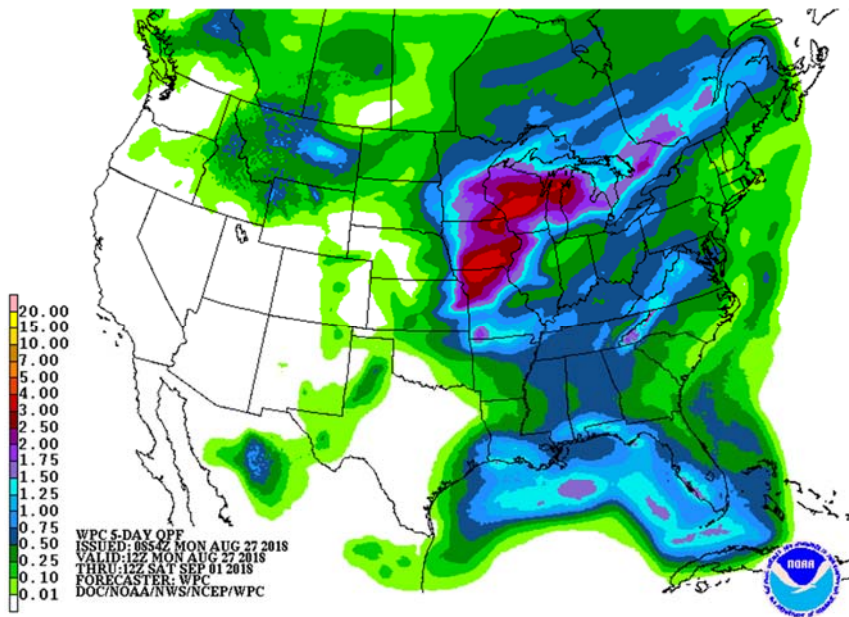 20.00
15.00
10.00
7.00
5.00
4.00
3.00
2.50
2.00
1.75
1.50
1.25
1.00
0.75
0.50
0.25
0.10
0.01
WPC 5-DAY QPF
ISSUED: 0854Z MON AUG 27 2018
VALID:12Z MON AUG 27 2018
THRU:12Z SAT SEP 01 2018
FORECASTER: WPC
DOC/NOAA/NWS/NCEP/WPC
NOAA